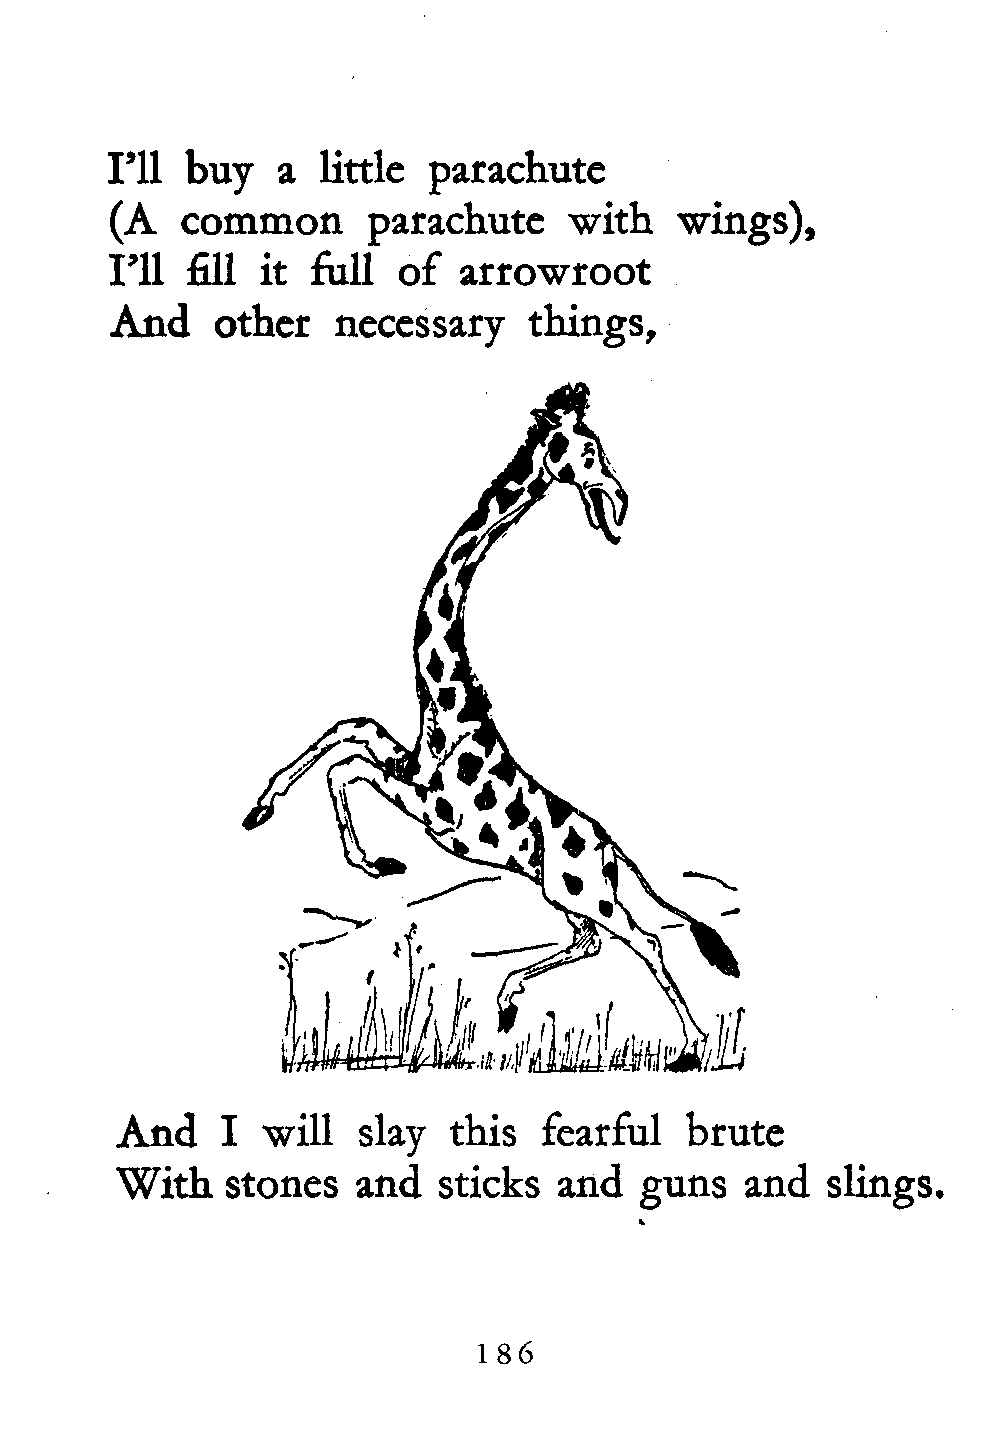 I'll buy a little parachute
(A common parachute with wings),
I'll fill it full of arrowroot
And other necessary things,
And I will slay this fearful brute
With stones and sticks and guns and slings.
186